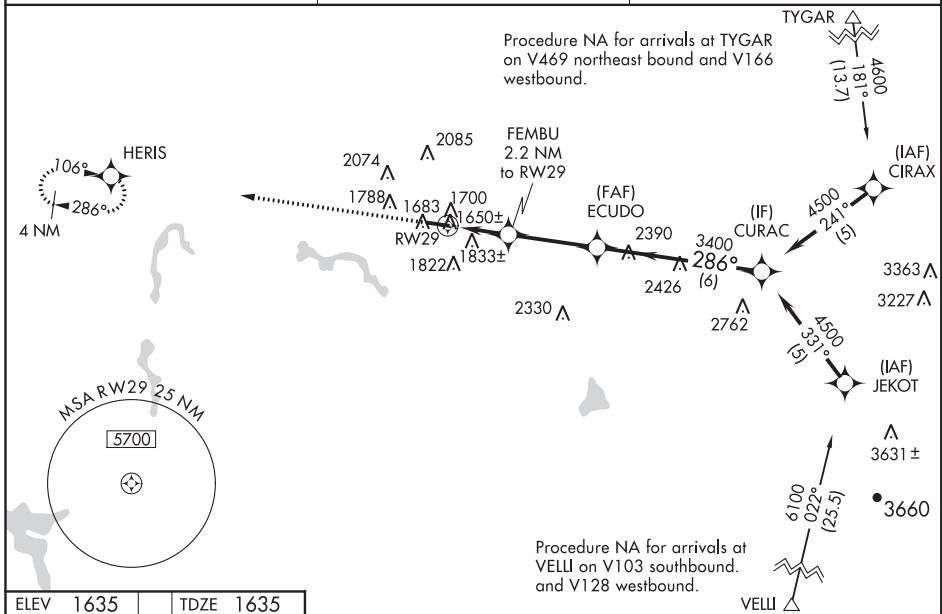 TYGAR
Procedure NA for arrivals at TYGAR
on V469 northeast bound and V166
westbound.
4600
181°
(13.7)
2085
2074
FEMBU
2.2 NM
to RW29
HERIS
106°
286°
4 NM
1788
1683
1700
1650±
RW29
1833±
1822
(FAF)
ECUDO
2390
2330
(IF)
CURAC
3400
286°
(6)
2426
2762
(IAF)
CIRAX
4500
241°
(5)
3363
3227
4500
331°
(5)
(IAF)
JEKOT
3631±
3660
MSA RW29 25 NM
5700
6100
022°
(25.5)
Procedure NA for arrivals at
VELLI on V103 southbound.
and V128 westbound.
VELLI
ELEV 1635 TDZE 1635